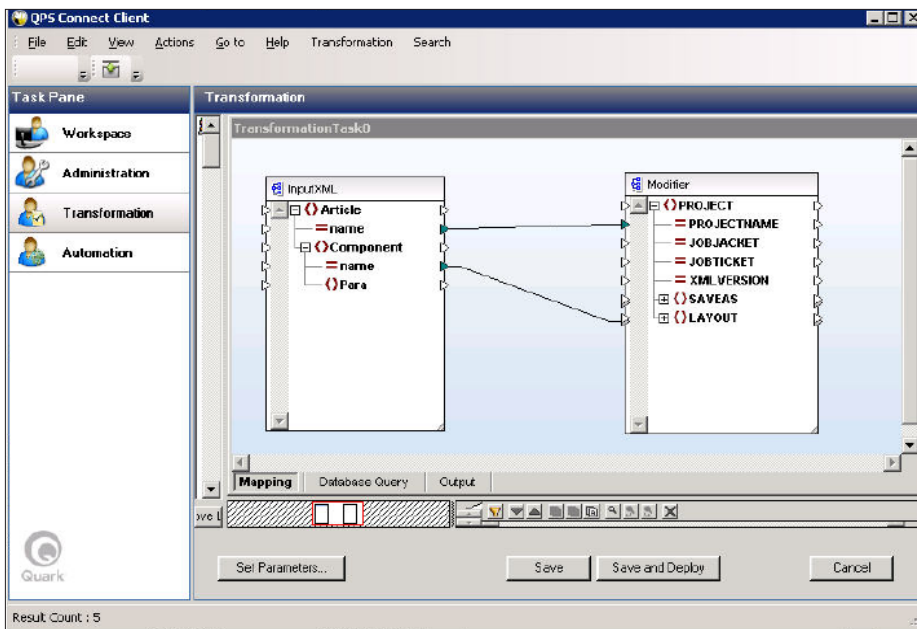 QPS Connect Client
File Edit View Actions Go to Help Transformation Search
Task Pane
Workspace
Administration
Transformation
Automation
Quark
Transformation
TransformationTask0
InputXML
Article
name
Component
name
Para
Modifier
PROJECT
PROJECTNAME
JOBJACKET
JOBTICKET
XMLVERSION
SAVEAS
LAYOUT
Mapping Database Query Output
Set Parameters... Save Save and Deploy Cancel
Result Count : 5